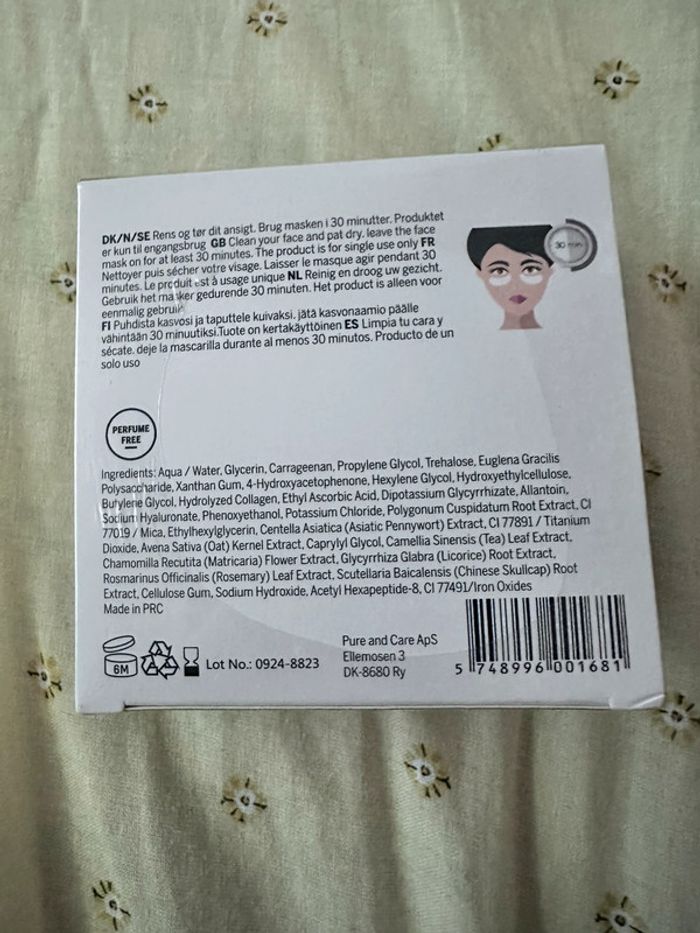 DK/N/SE Rens og tør dit ansigt. Brug masken i 30 minutter. Produktet
er kun til engangsbrug GB Clean your face and pat dry. leave the face
mask on for at least 30 minutes. The product is for single use only FR
Nettoyer puis sécher votre visage. Laisser le masque agir pendant 30
minutes. Le produit est à usage unique NL Reinig en droog uw gezicht.
Gebruik het masker gedurende 30 minuten. Het product is alleen voor
eenmalig gebruik
FI Puhdista kasvosi ja taputtele kuivaksi. jätä kasvonaamio päälle
vähintään 30 minuutiksi.Tuote on kertakäyttöinen ES Limpia tu cara y
sécate. deje la mascarilla durante al menos 30 minutos. Producto de un
solo uso
30 min
PERFUME
FREE
Ingredients: Aqua / Water, Glycerin, Carrageenan, Propylene Glycol, Trehalose, Euglena Gracilis
Polysaccharide, Xanthan Gum, 4-Hydroxyacetophenone, Hexylene Glycol, Hydroxyethylcellulose,
Butylene Glycol, Hydrolyzed Collagen, Ethyl Ascorbic Acid, Dipotassium Glycyrrhizate, Allantoin,
Sodium Hyaluronate, Phenoxyethanol, Potassium Chloride, Polygonum Cuspidatum Root Extract, CI
77019 / Mica, Ethylhexylglycerin, Centella Asiatica (Asiatic Pennywort) Extract, CI 77891 / Titanium
Dioxide, Avena Sativa (Oat) Kernel Extract, Caprylyl Glycol, Camellia Sinensis (Tea) Leaf Extract,
Chamomilla Recutita (Matricaria) Flower Extract, Glycyrrhiza Glabra (Licorice) Root Extract,
Rosmarinus Officinalis (Rosemary) Leaf Extract, Scutellaria Baicalensis (Chinese Skullcap) Root
Extract, Cellulose Gum, Sodium Hydroxide, Acetyl Hexapeptide-8, CI 77491/Iron Oxides
Made in PRC
6M
Lot No.: 0924-8823
Pure and Care ApS
Ellemosen 3
DK-8680 Ry
5 748996 001681